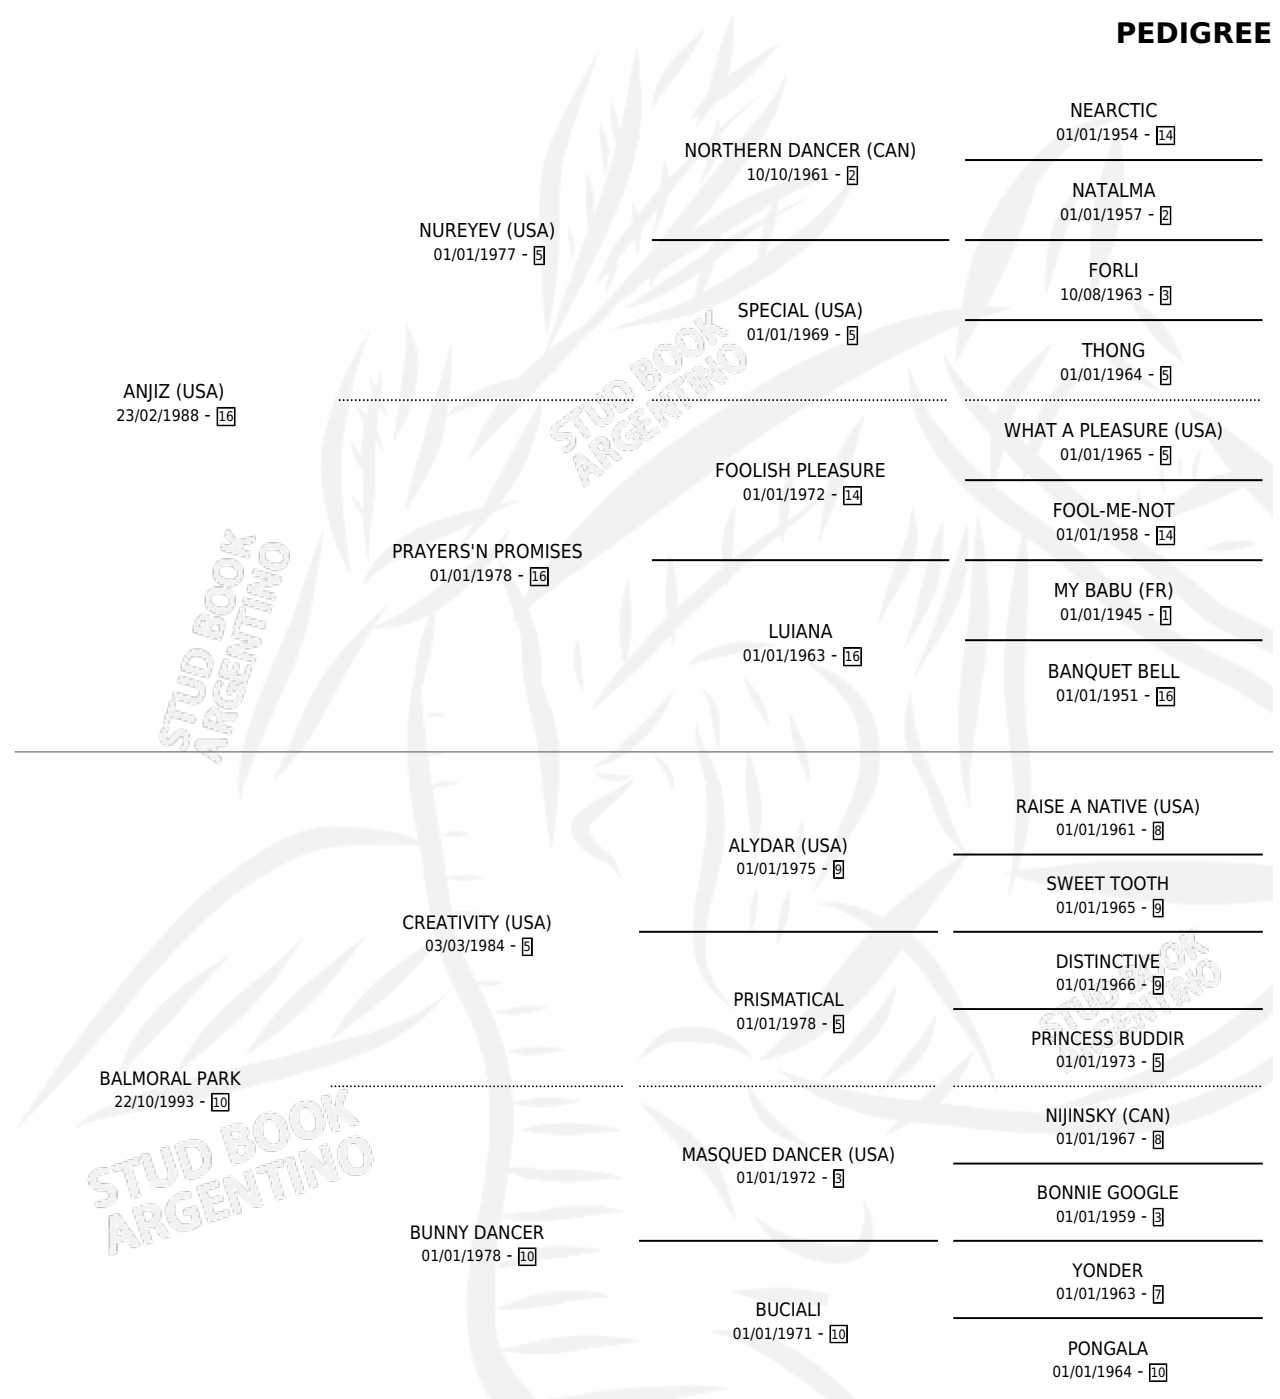 PEDIGREE
NEARCTIC
01/01/1954 - 14
NORTHERN DANCER (CAN)
10/10/1961 - 2
NATALMA
01/01/1957 - 2
NUREYEV (USA)
01/01/1977 - 5
FORLI
10/08/1963 - 3
SPECIAL (USA)
01/01/1969 - 5
THONG
01/01/1964 - 5
ANJIZ (USA)
23/02/1988 - 16
WHAT A PLEASURE (USA)
01/01/1965 - 5
FOOLISH PLEASURE
01/01/1972 - 14
FOOL-ME-NOT
01/01/1958 - 14
PRAYERS'N PROMISES
01/01/1978 - 16
MY BABU (FR)
01/01/1945 - 1
LUIANA
01/01/1963 - 16
BANQUET BELL
01/01/1951 - 16
RAISE A NATIVE (USA)
01/01/1961 - 8
ALYDAR (USA)
01/01/1975 - 9
SWEET TOOTH
01/01/1965 - 9
CREATIVITY (USA)
03/03/1984 - 5
DISTINCTIVE
01/01/1966 - 9
PRISMATICAL
01/01/1978 - 5
PRINCESS BUDDIR
01/01/1973 - 5
BALMORAL PARK
22/10/1993 - 10
NIJINSKY (CAN)
01/01/1967 - 8
MASQUED DANCER (USA)
01/01/1972 - 3
BONNIE GOOGLE
01/01/1959 - 3
BUNNY DANCER
01/01/1978 - 10
YONDER
01/01/1963 - 7
BUCIALI
01/01/1971 - 10
PONGALA
01/01/1964 - 10
STUD BOOK
ARGENTINO
STUD BOOK
ARGENTINO
STUD BOOK
ARGENTINO
STUD BOOK
ARGENTINO